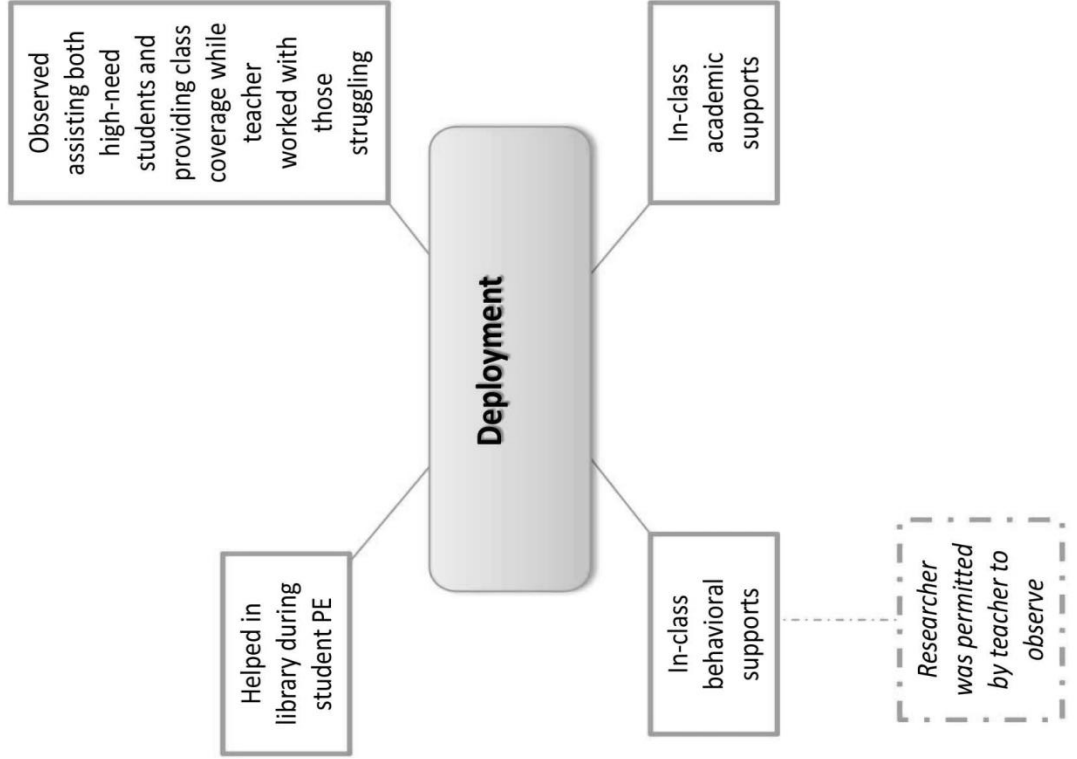 Helped in
library during
student PE
Observed
assisting both
high-need
students and
providing class
coverage while
teacher
worked with
those
struggling
Deployment
In-class
behavioral
supports
In-class
academic
supports
Researcher
was permitted
by teacher to
observe